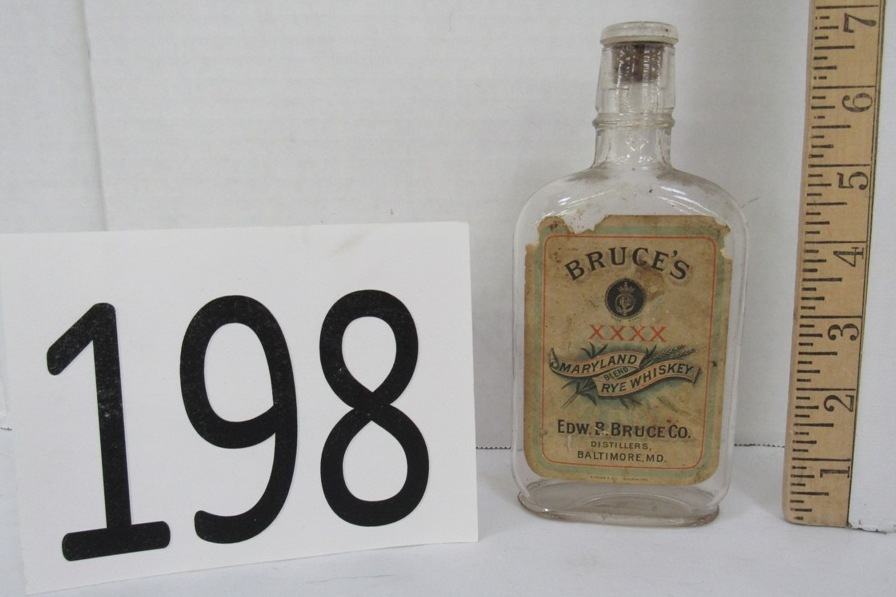 198
BRUCE'S
XXXX
MARYLAND
BLEND
RYE WHISKEY
EDW. B. BRUCE CO.
DISTILLERS,
BALTIMORE, MD.
7
6
5
4
3
2
1